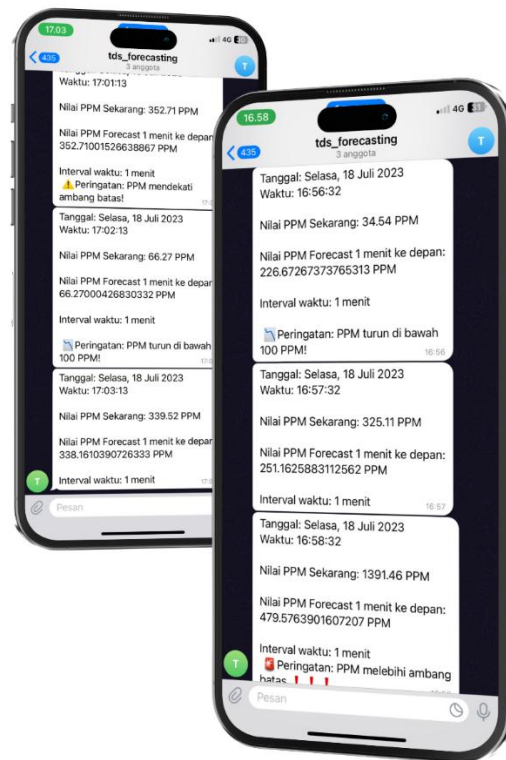 17.03
4G
435
tds_forecasting
3 anggota
T
Waktu: 17:01:13
Nilai PPM Sekarang: 352.71 PPM
Nilai PPM Forecast 1 menit ke depan:
352.71001526638867 PPM
Interval waktu: 1 menit
⚠️Peringatan: PPM mendekati
ambang batas!
Tanggal: Selasa, 18 Juli 2023
Waktu: 17:02:13
Nilai PPM Sekarang: 66.27 PPM
Nilai PPM Forecast 1 menit ke depan
66.27000426830332 PPM
Interval waktu: 1 menit
📉Peringatan: PPM turun di bawah
100 PPM!
Tanggal: Selasa, 18 Juli 2023
Waktu: 17:03:13
Nilai PPM Sekarang: 339.52 PPM
Nilai PPM Forecast 1 menit ke depan
338.1610390726333 PPM
Interval waktu: 1 menit
T
Pesan
16.58
4G
435
tds_forecasting
3 anggota
T
Tanggal: Selasa, 18 Juli 2023
Waktu: 16:56:32
Nilai PPM Sekarang: 34.54 PPM
Nilai PPM Forecast 1 menit ke depan:
226.67267373765313 PPM
Interval waktu: 1 menit
📉Peringatan: PPM turun di bawah
100 PPM!
16:56
Tanggal: Selasa, 18 Juli 2023
Waktu: 16:57:32
Nilai PPM Sekarang: 325.11 PPM
Nilai PPM Forecast 1 menit ke depan:
251.1625883112562 PPM
Interval waktu: 1 menit
16:57
Tanggal: Selasa, 18 Juli 2023
Waktu: 16:58:32
Nilai PPM Sekarang: 1391.46 PPM
Nilai PPM Forecast 1 menit ke depan:
479.5763901607207 PPM
Interval waktu: 1 menit
🚨Peringatan: PPM melebihi ambang
batas❗❗❗
T
Pesan